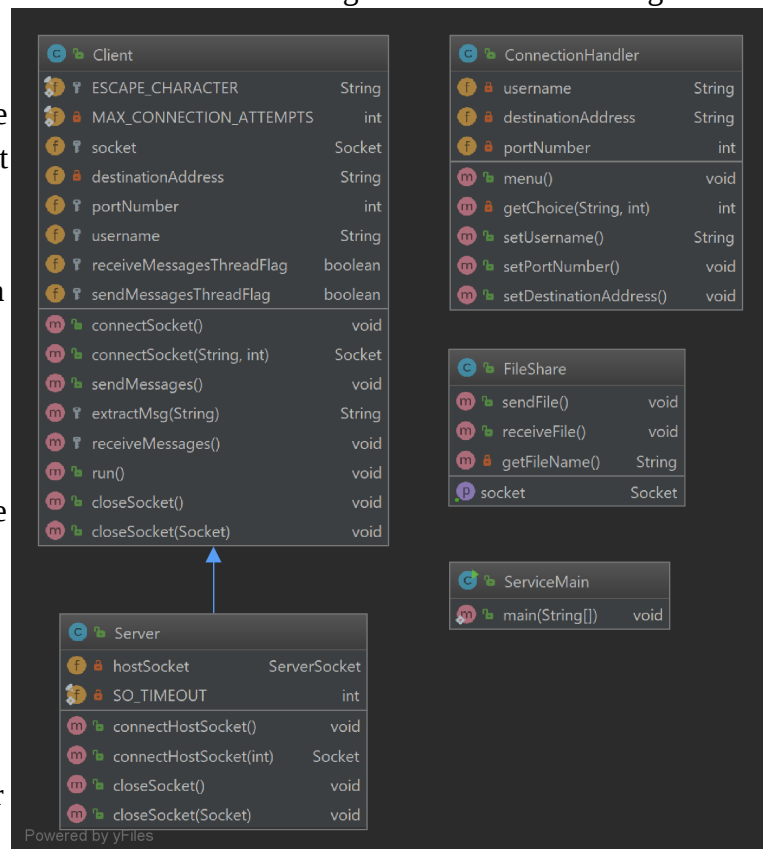 Client
ESCAPE_CHARACTER String
MAX_CONNECTION_ATTEMPTS int
socket Socket
destinationAddress String
portNumber int
username String
receiveMessagesThreadFlag boolean
sendMessagesThreadFlag boolean
connectSocket() void
connectSocket(String, int) Socket
sendMessages() void
extractMsg(String) String
receiveMessages() void
run() void
closeSocket() void
closeSocket(Socket) void
Server
hostSocket ServerSocket
SO_TIMEOUT int
connectHostSocket() void
connectHostSocket(int) Socket
closeSocket() void
closeSocket(Socket) void
ConnectionHandler
username String
destinationAddress String
portNumber int
menu() void
getChoice(String, int) int
setUsername() String
setPortNumber() void
setDestinationAddress() void
FileShare
sendFile() void
receiveFile() void
getFileName() String
socket Socket
ServiceMain
main(String[]) void
Powered by yFiles